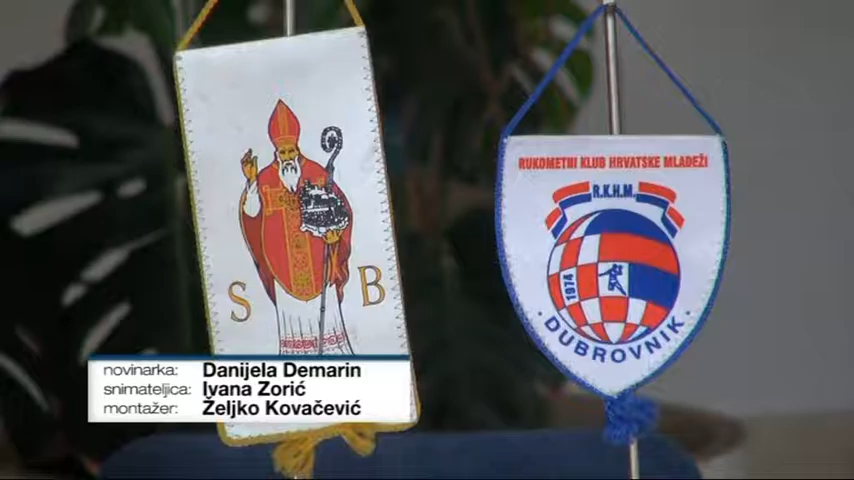 S B
RUKOMETNI KLUB HRVATSKE MLADEŽI
R.K.H.M.
1974
· DUBROVNIK ·
novinarka: Danijela Demarin
snimateljica: Ivana Zorić
montažer: Željko Kovačević